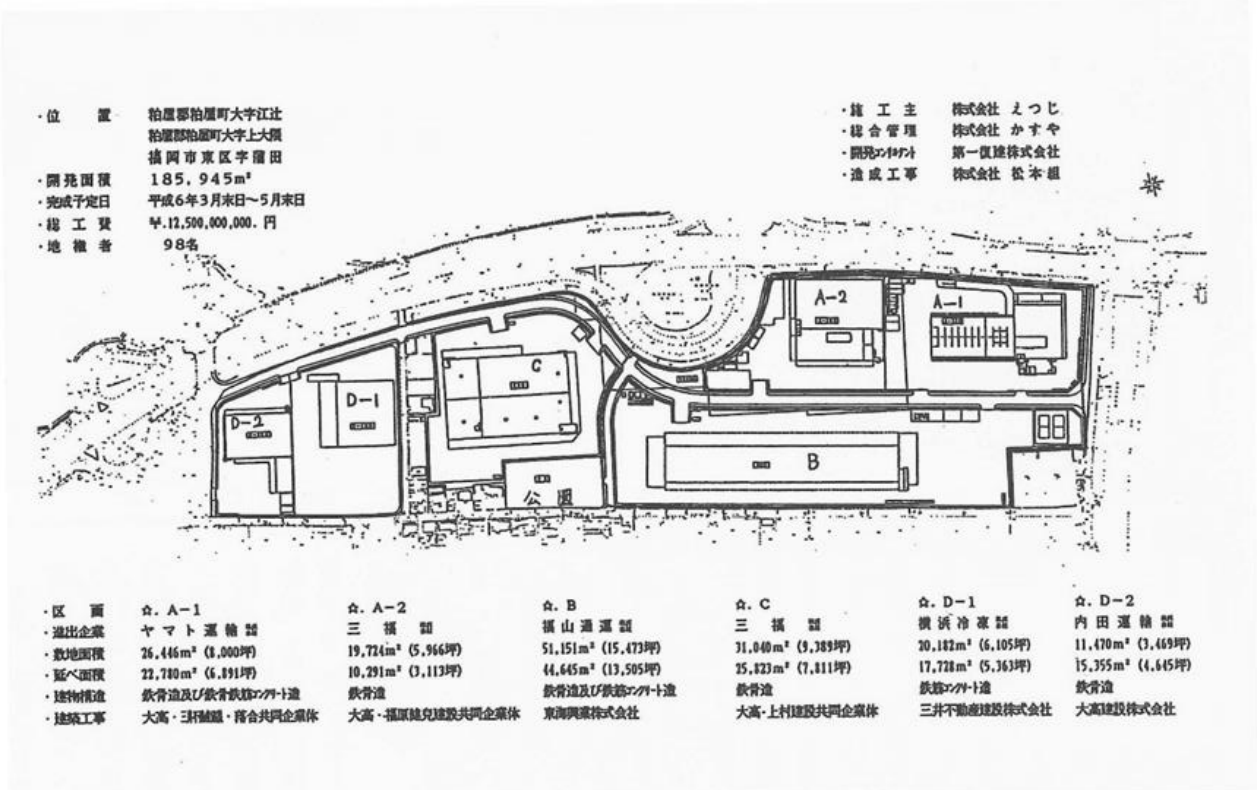 ・位 置 粕屋郡粕屋町大字江辻
粕屋郡粕屋町大字上大隈
福岡市東区字蒲田
・開発面積 185,945m²
・完成予定日 平成6年3月末日～5月末日
・総工費 ¥.12,500,000,000.円
・地権者 98名
・施工主 株式会社 えつじ
・総合管理 株式会社 かすや
・開発コンサルタント 第一復建株式会社
・造成工事 株式会社 松本組
A-2
A-1
C
D-1
D-2
B
公園
・区 画 ☆. A-1 ☆. A-2 ☆. B ☆. C ☆. D-1 ☆. D-2
・進出企業 ヤマト運輸 三福 福山通運 三福 横浜冷凍 内田運輸
・敷地面積 26,446m² (8,000坪) 19,724m² (5,966坪) 51,151m² (15,473坪) 31,040m² (9,389坪) 20,182m² (6,105坪) 11,470m² (3,469坪)
・延べ面積 22,780m² (6,891坪) 10,291m² (3,113坪) 44,645m² (13,505坪) 25,823m² (7,811坪) 17,728m² (5,363坪) 15,355m² (4,645坪)
・建物構造 鉄骨造及び鉄骨鉄筋コンクリート造 鉄骨造 鉄骨造及び鉄筋コンクリート造 鉄骨造 鉄筋コンクリート造 鉄骨造
・建築工事 大高・落合共同企業体 大高・福原建設共同企業体 東海興業株式会社 大高・上村建設共同企業体 三井不動産建設株式会社 大高建設株式会社